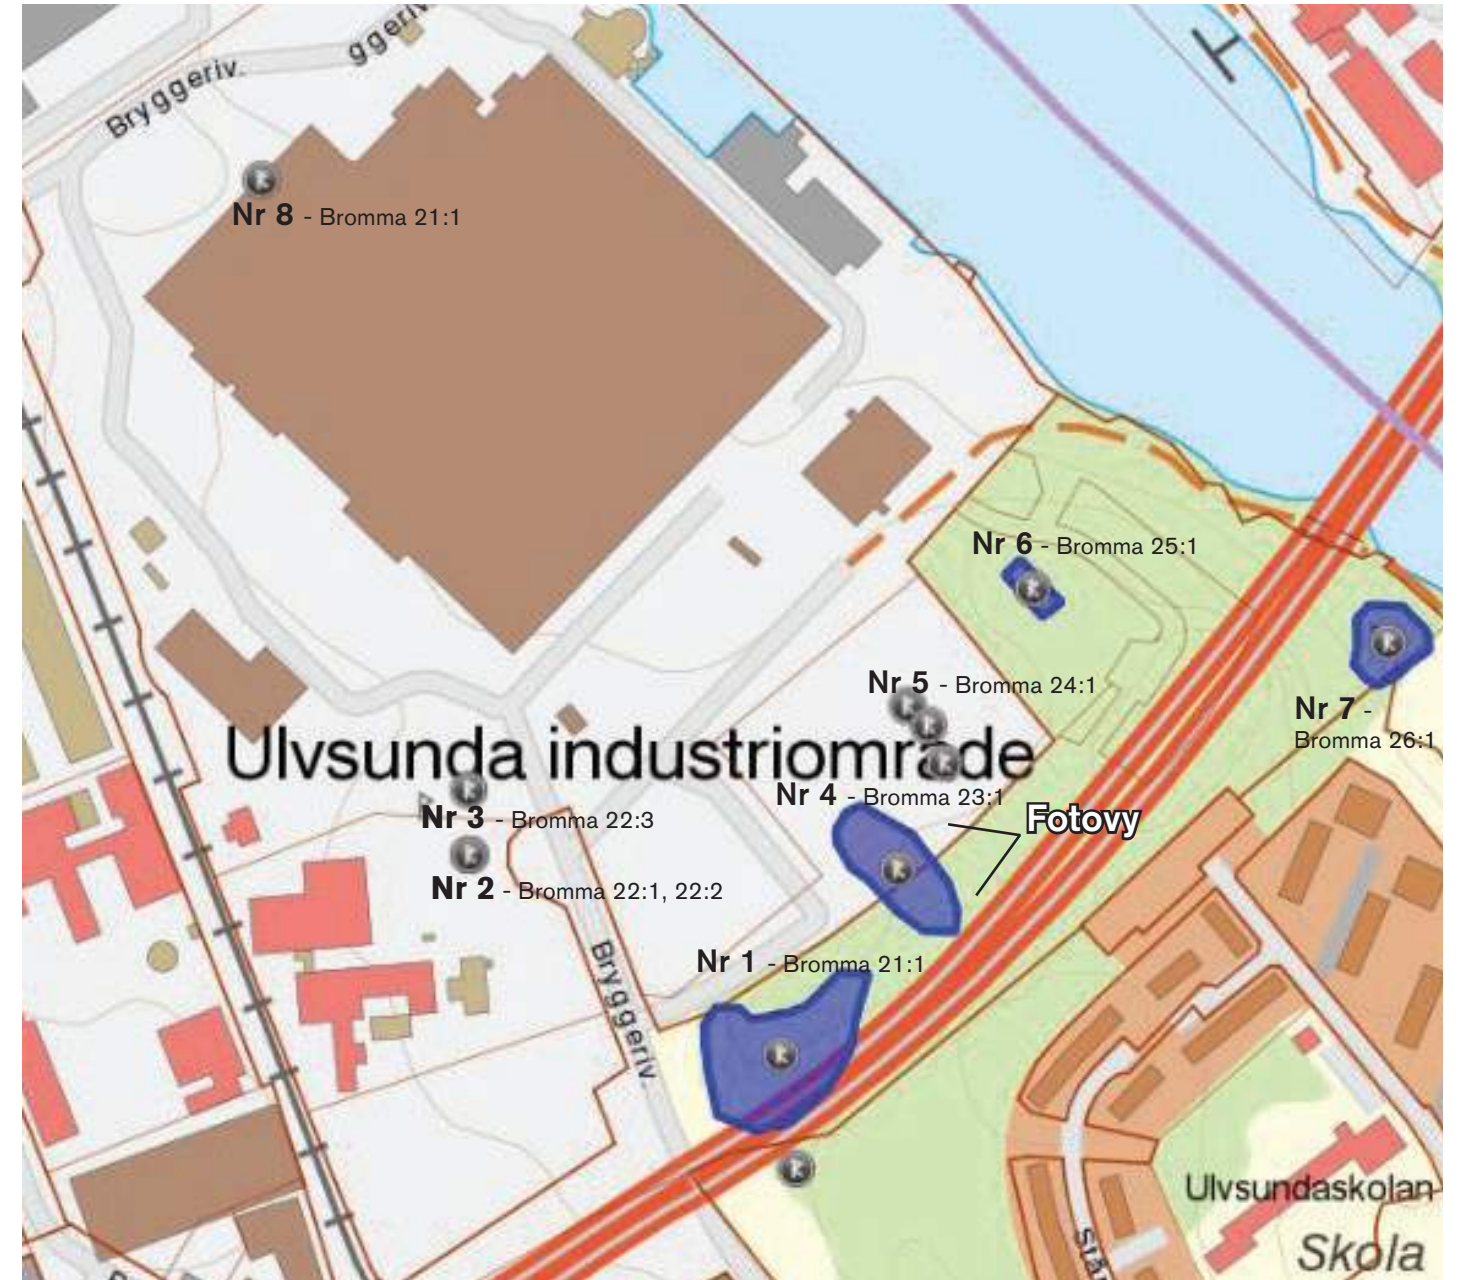 Bryggeriv.
ggeriv.
Nr 8 - Bromma 21:1
Nr 6 - Bromma 25:1
Nr 5 - Bromma 24:1
Nr 7 -
Bromma 26:1
Ulvsunda industriområde
Nr 4 - Bromma 23:1
Nr 3 - Bromma 22:3
Fotovy
Nr 2 - Bromma 22:1, 22:2
Nr 1 - Bromma 21:1
Bryggeriv.
Ulvsundaskolan
Skola